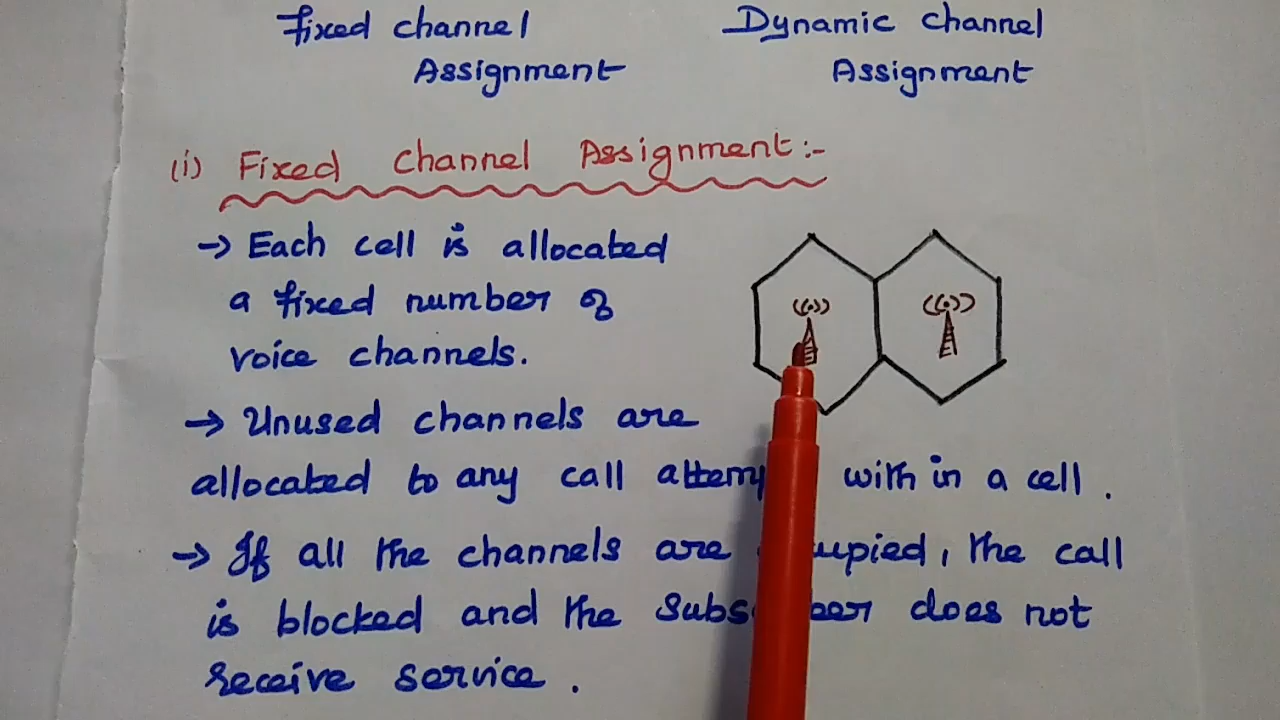 Fixed channel Assignment
Dynamic channel Assignment
(i) Fixed Channel Assignment:-
→ Each cell is allocated
a fixed number of
voice channels.
→ Unused channels are
allocated to any call with in a cell.
→ If all the channels are , the call
is blocked and the does not
receive service.